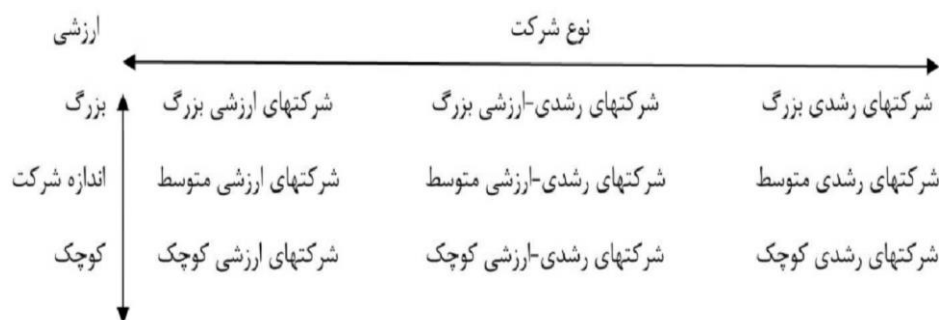 نوع شرکت ارزشی
شرکتهای رشدی بزرگ شرکتهای رشدی-ارزشی بزرگ شرکتهای ارزشی بزرگ بزرگ
شرکتهای رشدی متوسط شرکتهای رشدی-ارزشی متوسط شرکتهای ارزشی متوسط اندازه شرکت
شرکتهای رشدی کوچک شرکتهای رشدی-ارزشی کوچک شرکتهای ارزشی کوچک کوچک